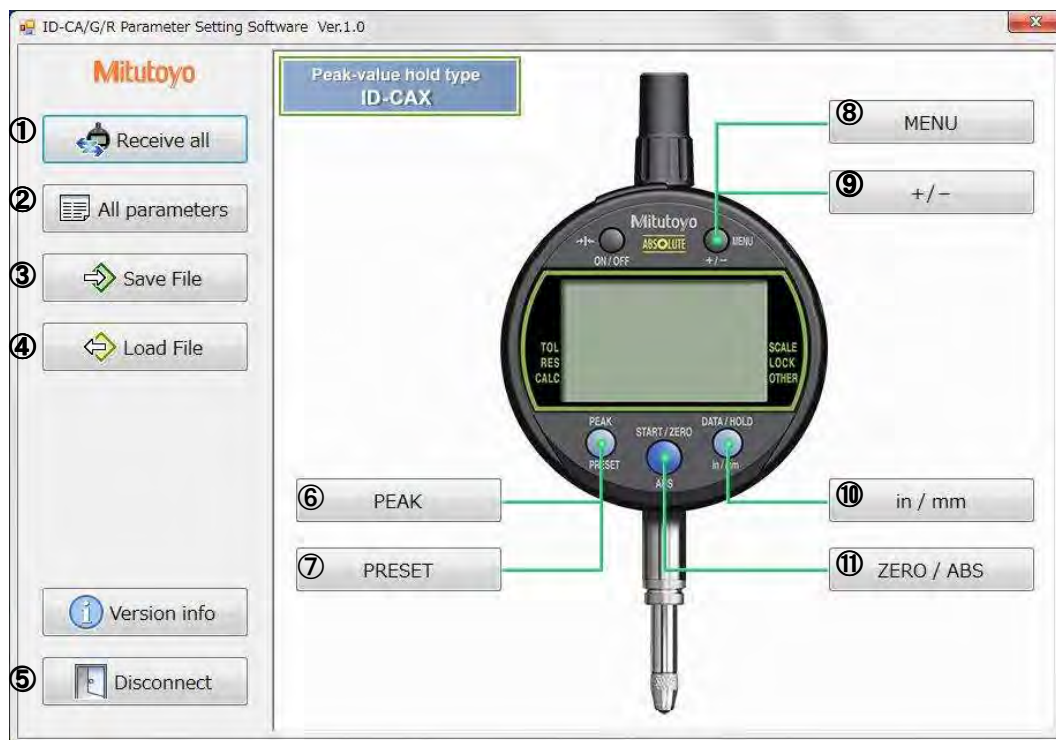 ID-CA/G/R Parameter Setting Software Ver.1.0
Mitutoyo
① Receive all
② All parameters
③ Save File
④ Load File
Version info
⑤ Disconnect
Peak-value hold type
ID-CAX
⑧ MENU
⑨ +/−
Mitutoyo
ABSOLUTE
MENU
ON/OFF
+/−
TOL
RES
CALC
SCALE
LOCK
OTHER
PEAK
START/ZERO
DATA/HOLD
PRESET
ABS
in/mm
⑥ PEAK
⑦ PRESET
⑩ in / mm
⑪ ZERO / ABS